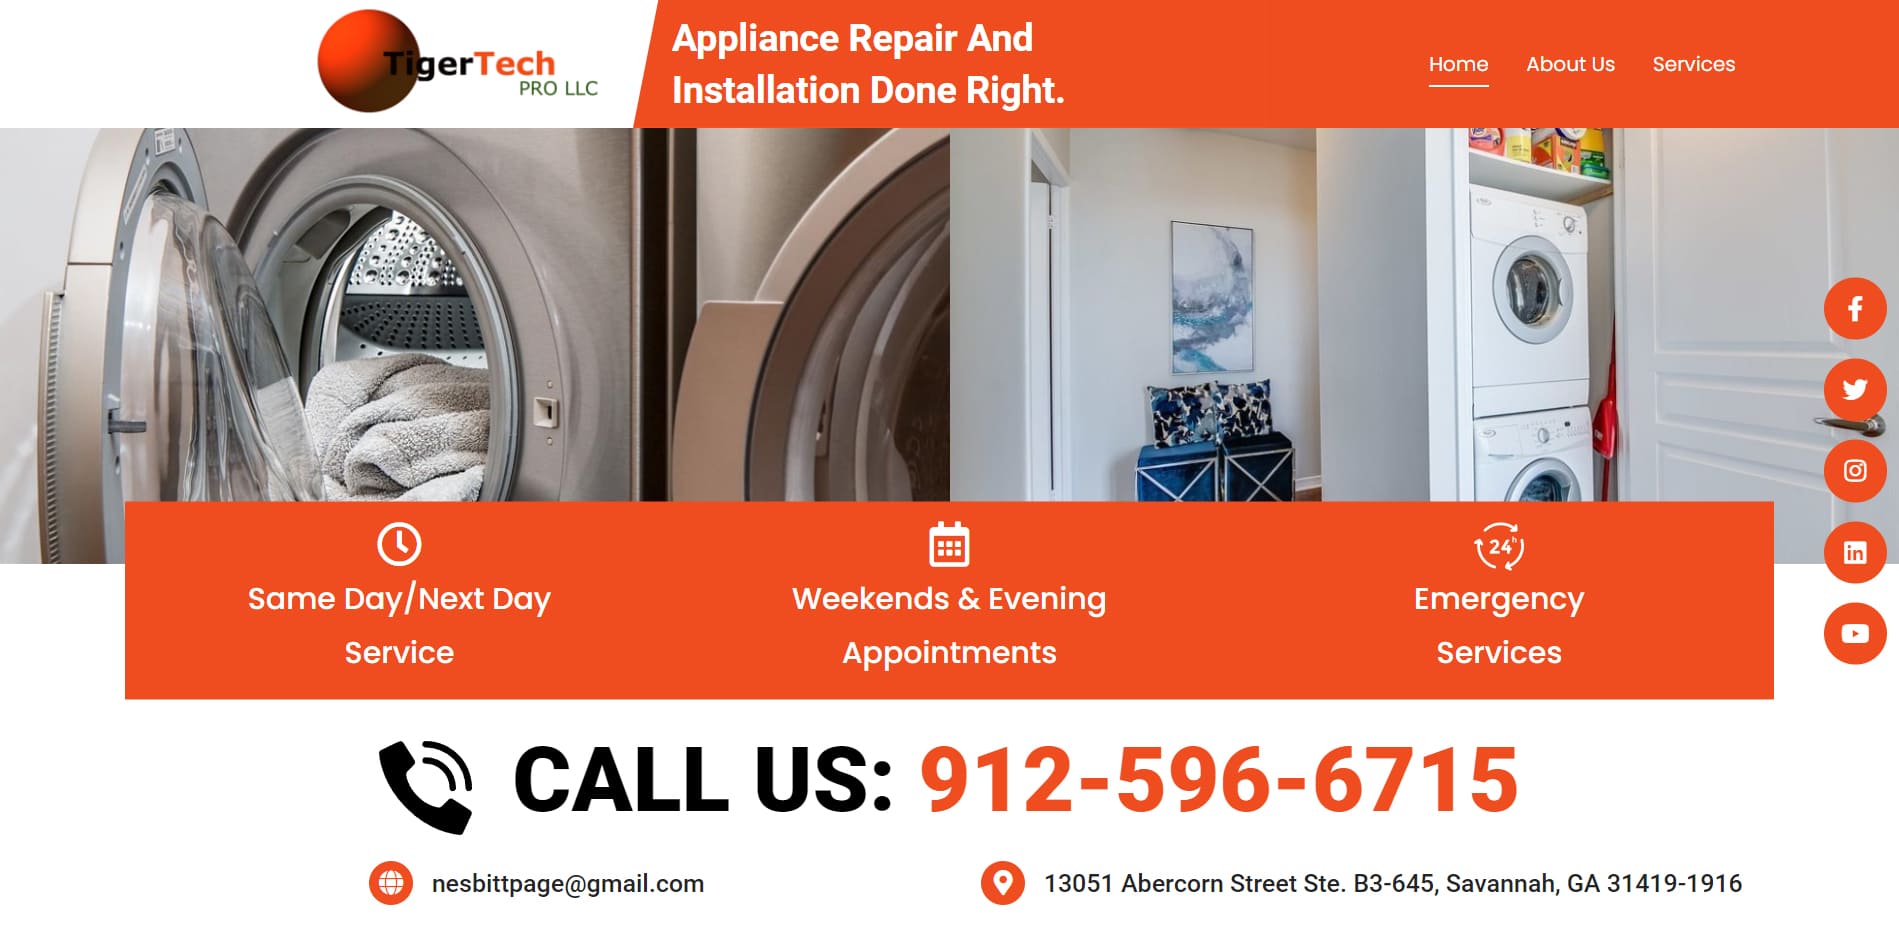 TigerTech
PRO LLC
Appliance Repair And
Installation Done Right.
Home About Us Services
Same Day/Next Day
Service
Weekends & Evening
Appointments
24h
Emergency
Services
CALL US: 912-596-6715
nesbittpage@gmail.com
13051 Abercorn Street Ste. B3-645, Savannah, GA 31419-1916